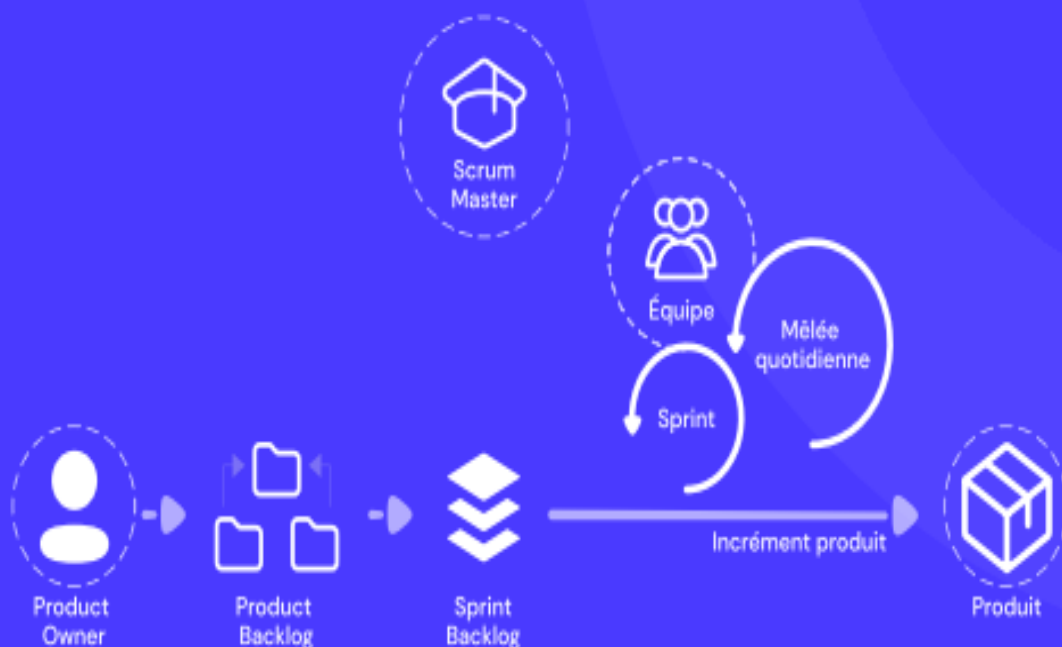 Scrum
Master
Équipe
Mêlée
quotidienne
Sprint
Incrément produit
Product
Owner
Product
Backlog
Sprint
Backlog
Produit